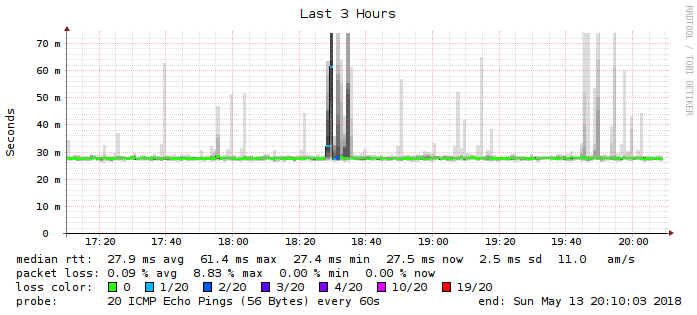 Last 3 Hours
RRDTOOL / TOBI OETIKER
Seconds
70 m
60 m
50 m
40 m
30 m
20 m
10 m
0
17:20 17:40 18:00 18:20 18:40 19:00 19:20 19:40 20:00
median rtt: 27.9 ms avg 61.4 ms max 27.4 ms min 27.5 ms now 2.5 ms sd 11.0 am/s
packet loss: 0.09 % avg 8.83 % max 0.00 % min 0.00 % now
loss color: 0 1/20 2/20 3/20 4/20 10/20 19/20
probe: 20 ICMP Echo Pings (56 Bytes) every 60s end: Sun May 13 20:10:03 2018